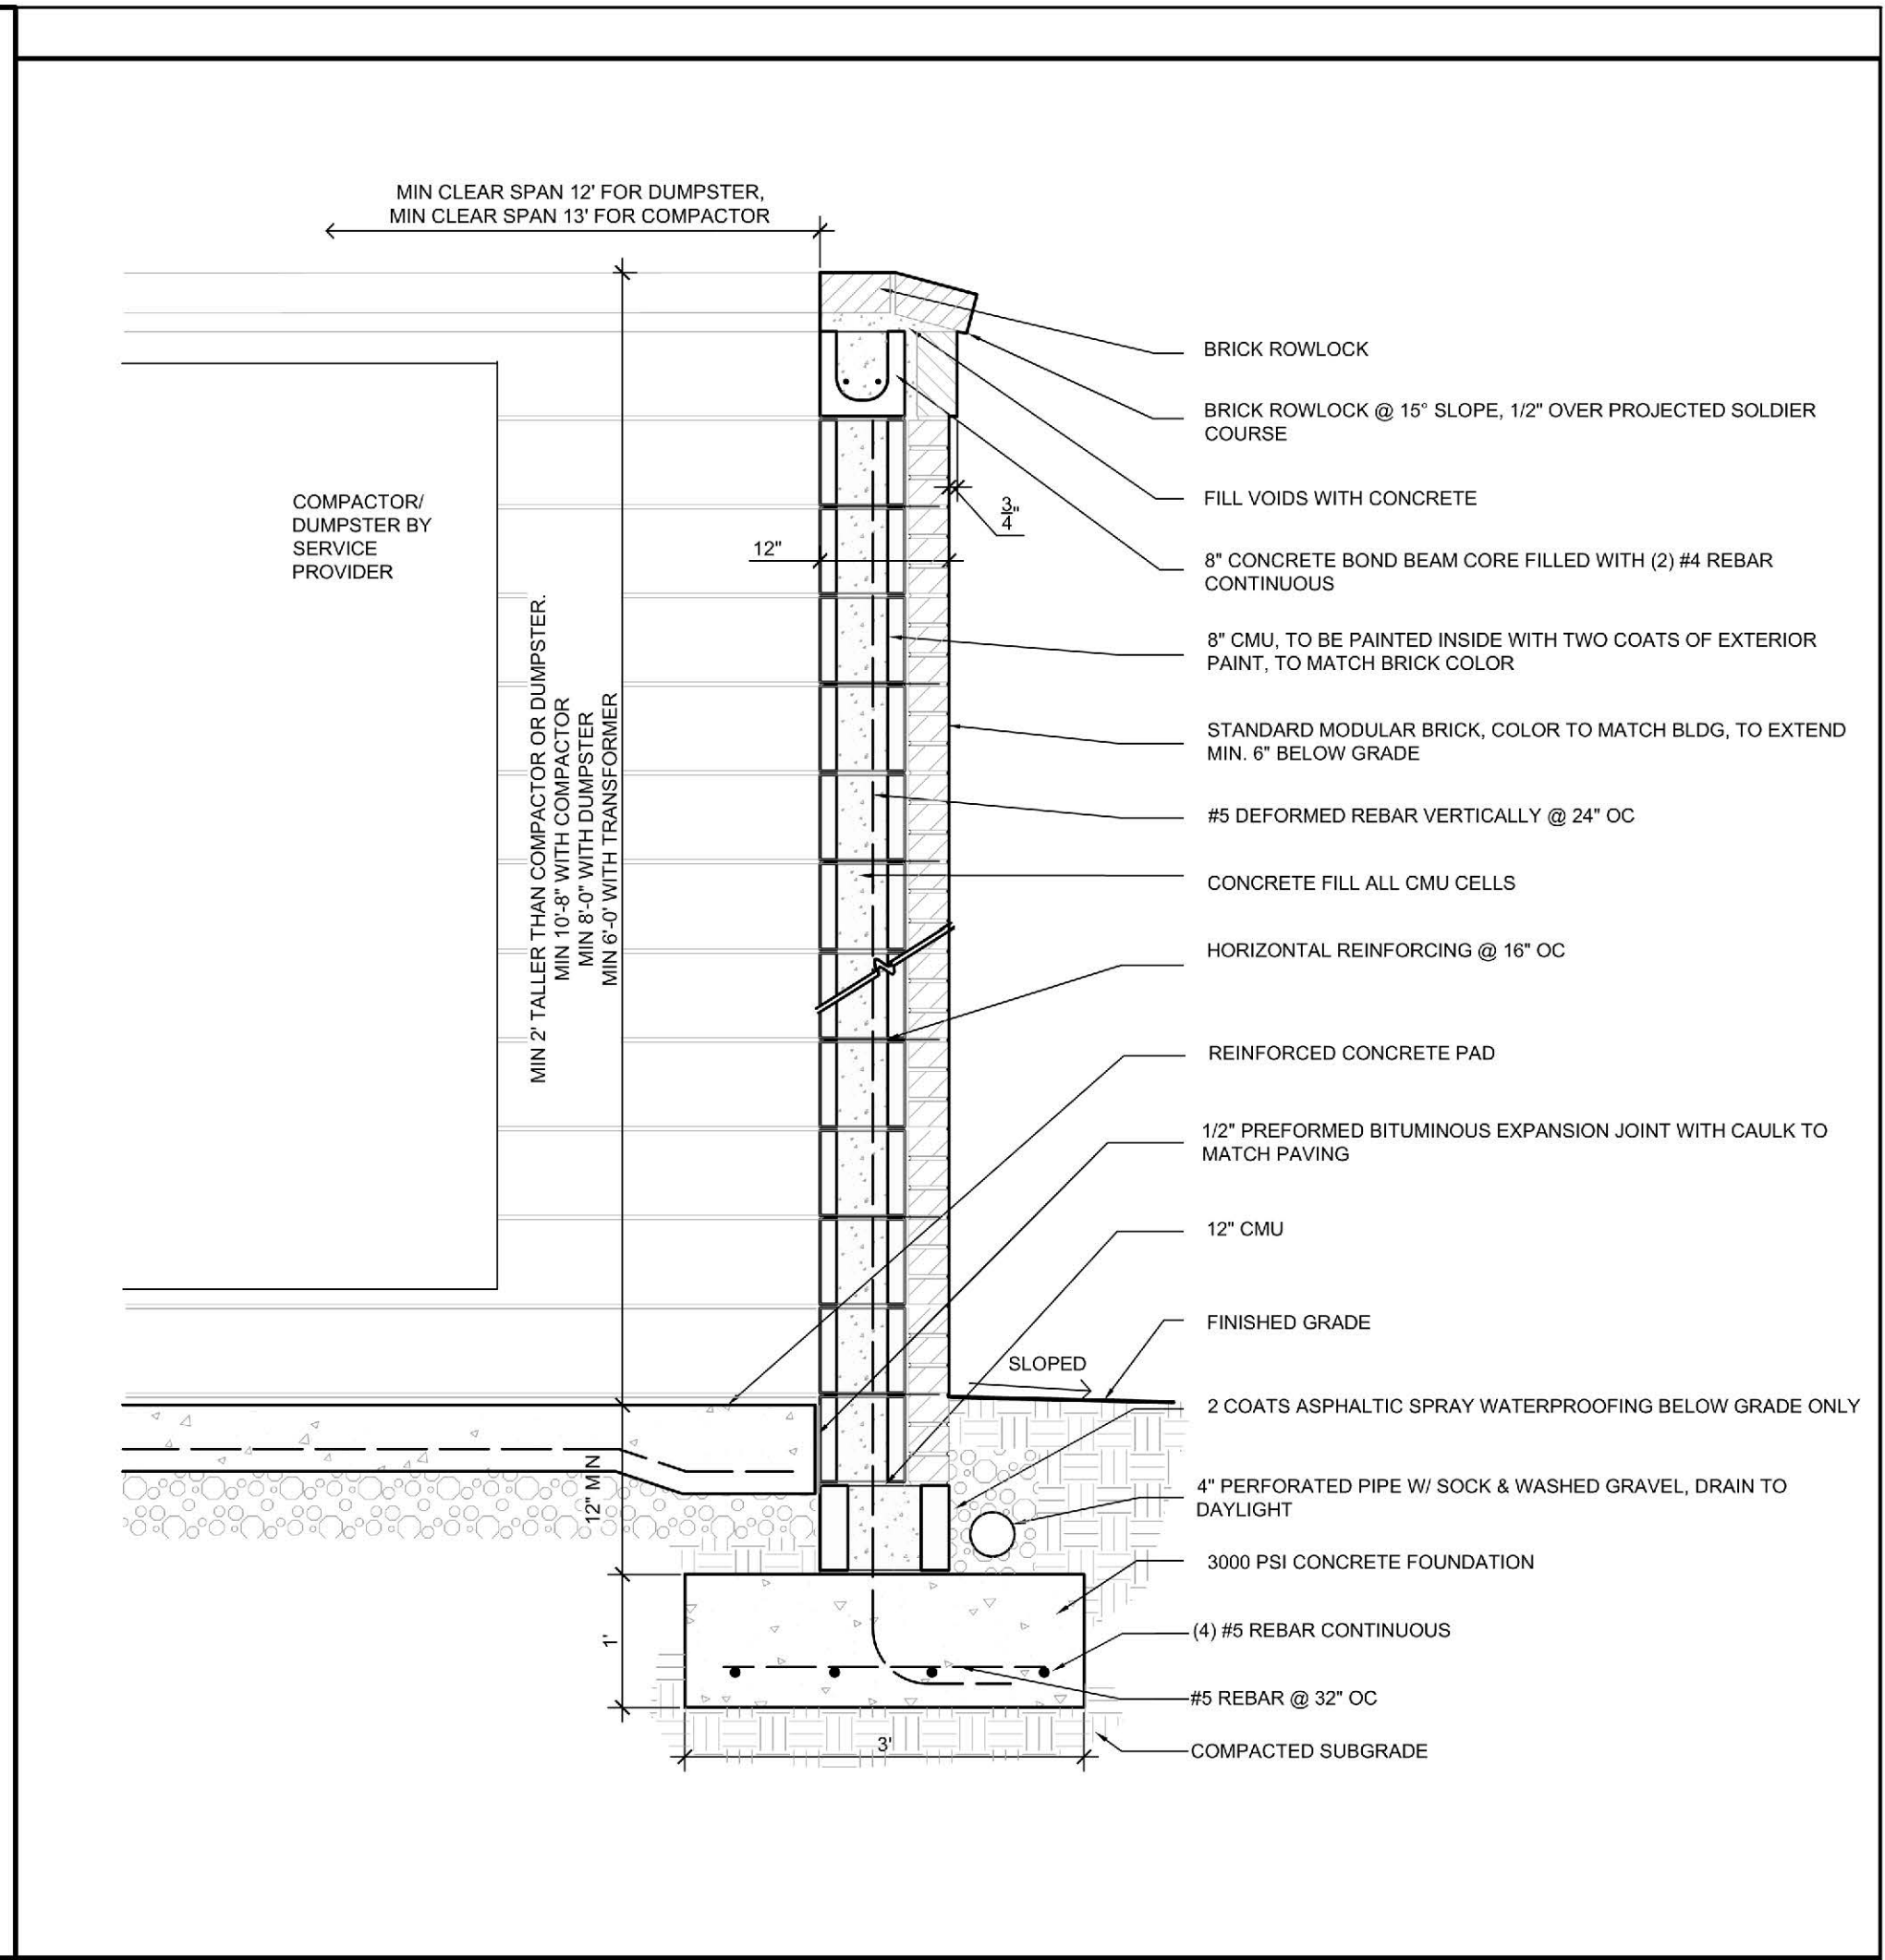 MIN CLEAR SPAN 12' FOR DUMPSTER,
MIN CLEAR SPAN 13' FOR COMPACTOR
COMPACTOR/
DUMPSTER BY
SERVICE
PROVIDER
MIN 2' TALLER THAN COMPACTOR OR DUMPSTER.
MIN 10'-8" WITH COMPACTOR
MIN 8'-0" WITH DUMPSTER
MIN 6'-0' WITH TRANSFORMER
12"
3/4"
BRICK ROWLOCK
BRICK ROWLOCK @ 15° SLOPE, 1/2" OVER PROJECTED SOLDIER
COURSE
FILL VOIDS WITH CONCRETE
8" CONCRETE BOND BEAM CORE FILLED WITH (2) #4 REBAR
CONTINUOUS
8" CMU, TO BE PAINTED INSIDE WITH TWO COATS OF EXTERIOR
PAINT, TO MATCH BRICK COLOR
STANDARD MODULAR BRICK, COLOR TO MATCH BLDG, TO EXTEND
MIN. 6" BELOW GRADE
#5 DEFORMED REBAR VERTICALLY @ 24" OC
CONCRETE FILL ALL CMU CELLS
HORIZONTAL REINFORCING @ 16" OC
REINFORCED CONCRETE PAD
1/2" PREFORMED BITUMINOUS EXPANSION JOINT WITH CAULK TO
MATCH PAVING
12" CMU
FINISHED GRADE
SLOPED
2 COATS ASPHALTIC SPRAY WATERPROOFING BELOW GRADE ONLY
4" PERFORATED PIPE W/ SOCK & WASHED GRAVEL, DRAIN TO
DAYLIGHT
3000 PSI CONCRETE FOUNDATION
(4) #5 REBAR CONTINUOUS
#5 REBAR @ 32" OC
COMPACTED SUBGRADE
12" MIN
1'
3'